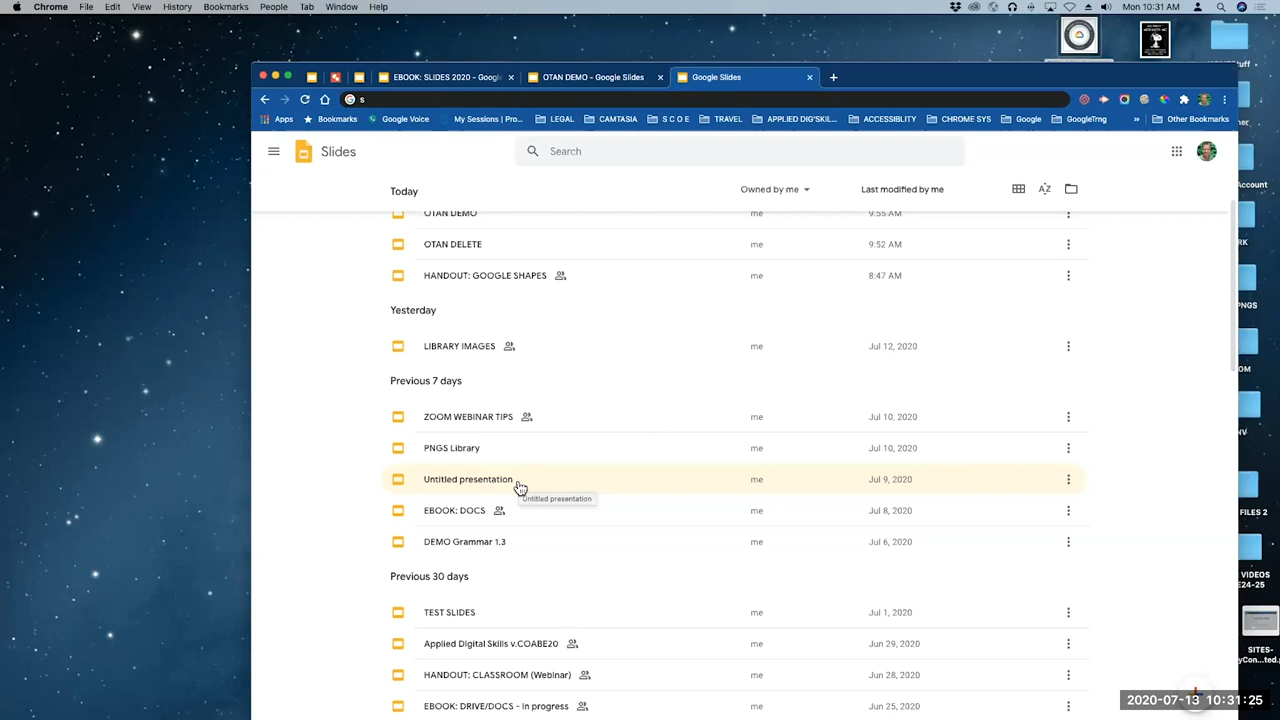 Chrome File Edit View History Bookmarks People Tab Window Help Mon 10:31 AM
EBOOK: SLIDES 2020 - Googl OTAN DEMO - Google Slides Google Slides
s
Apps Bookmarks Google Voice My Sessions | Pro... LEGAL CAMTASIA S C O E TRAVEL APPLIED DIG'SKIL... ACCESSIBLITY CHROME SYS Google GoogleTrng » Other Bookmarks
Slides Search
Today Owned by me Last modified by me
OTAN DEMO me 9:55 AM
OTAN DELETE me 9:52 AM
HANDOUT: GOOGLE SHAPES me 8:47 AM
Yesterday
LIBRARY IMAGES me Jul 12, 2020
Previous 7 days
ZOOM WEBINAR TIPS me Jul 10, 2020
PNGS Library me Jul 10, 2020
Untitled presentation me Jul 9, 2020
Untitled presentation
EBOOK: DOCS me Jul 8, 2020
DEMO Grammar 1.3 me Jul 6, 2020
Previous 30 days
TEST SLIDES me Jul 1, 2020
Applied Digital Skills v.COABE20 me Jun 29, 2020
HANDOUT: CLASSROOM (Webinar) me Jun 28, 2020
EBOOK: DRIVE/DOCS - in progress me Jun 25, 2020
Account
PNGS
FILES 2
VIDEOS
E24-25
SITES-
2020-07-13 10:31:25